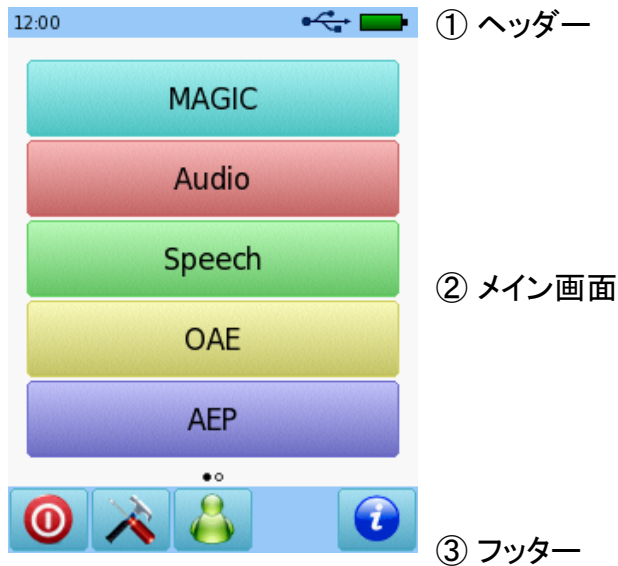 12:00
① ヘッダー
MAGIC
Audio
Speech
② メイン画面
OAE
AEP
③ フッター